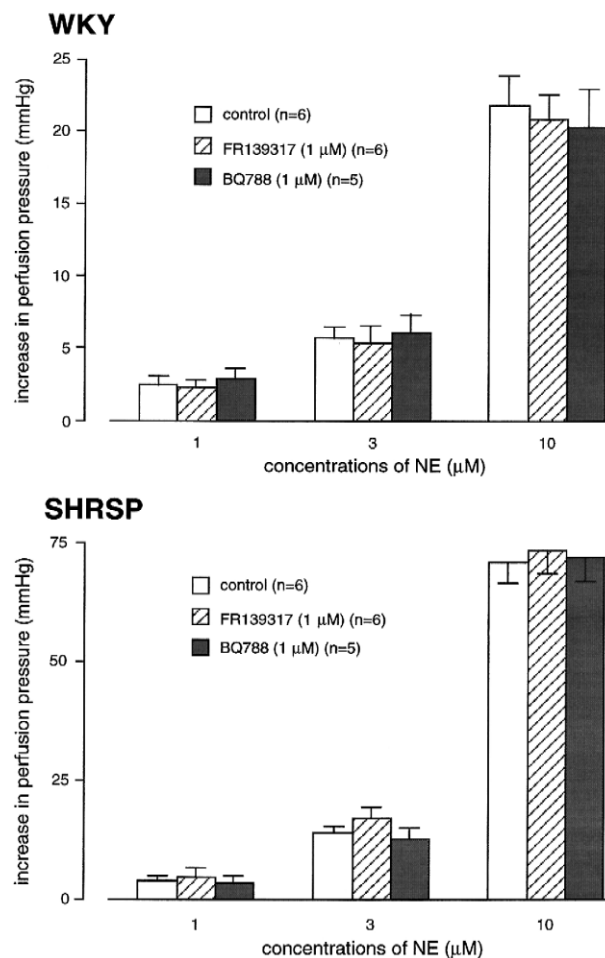 WKY
increase in perfusion pressure (mmHg)
25
20
15
10
5
0
control (n=6)
FR139317 (1 μM) (n=6)
BQ788 (1 μM) (n=5)
1
3
10
concentrations of NE (μM)
SHRSP
increase in perfusion pressure (mmHg)
75
50
25
0
control (n=6)
FR139317 (1 μM) (n=6)
BQ788 (1 μM) (n=5)
1
3
10
concentrations of NE (μM)